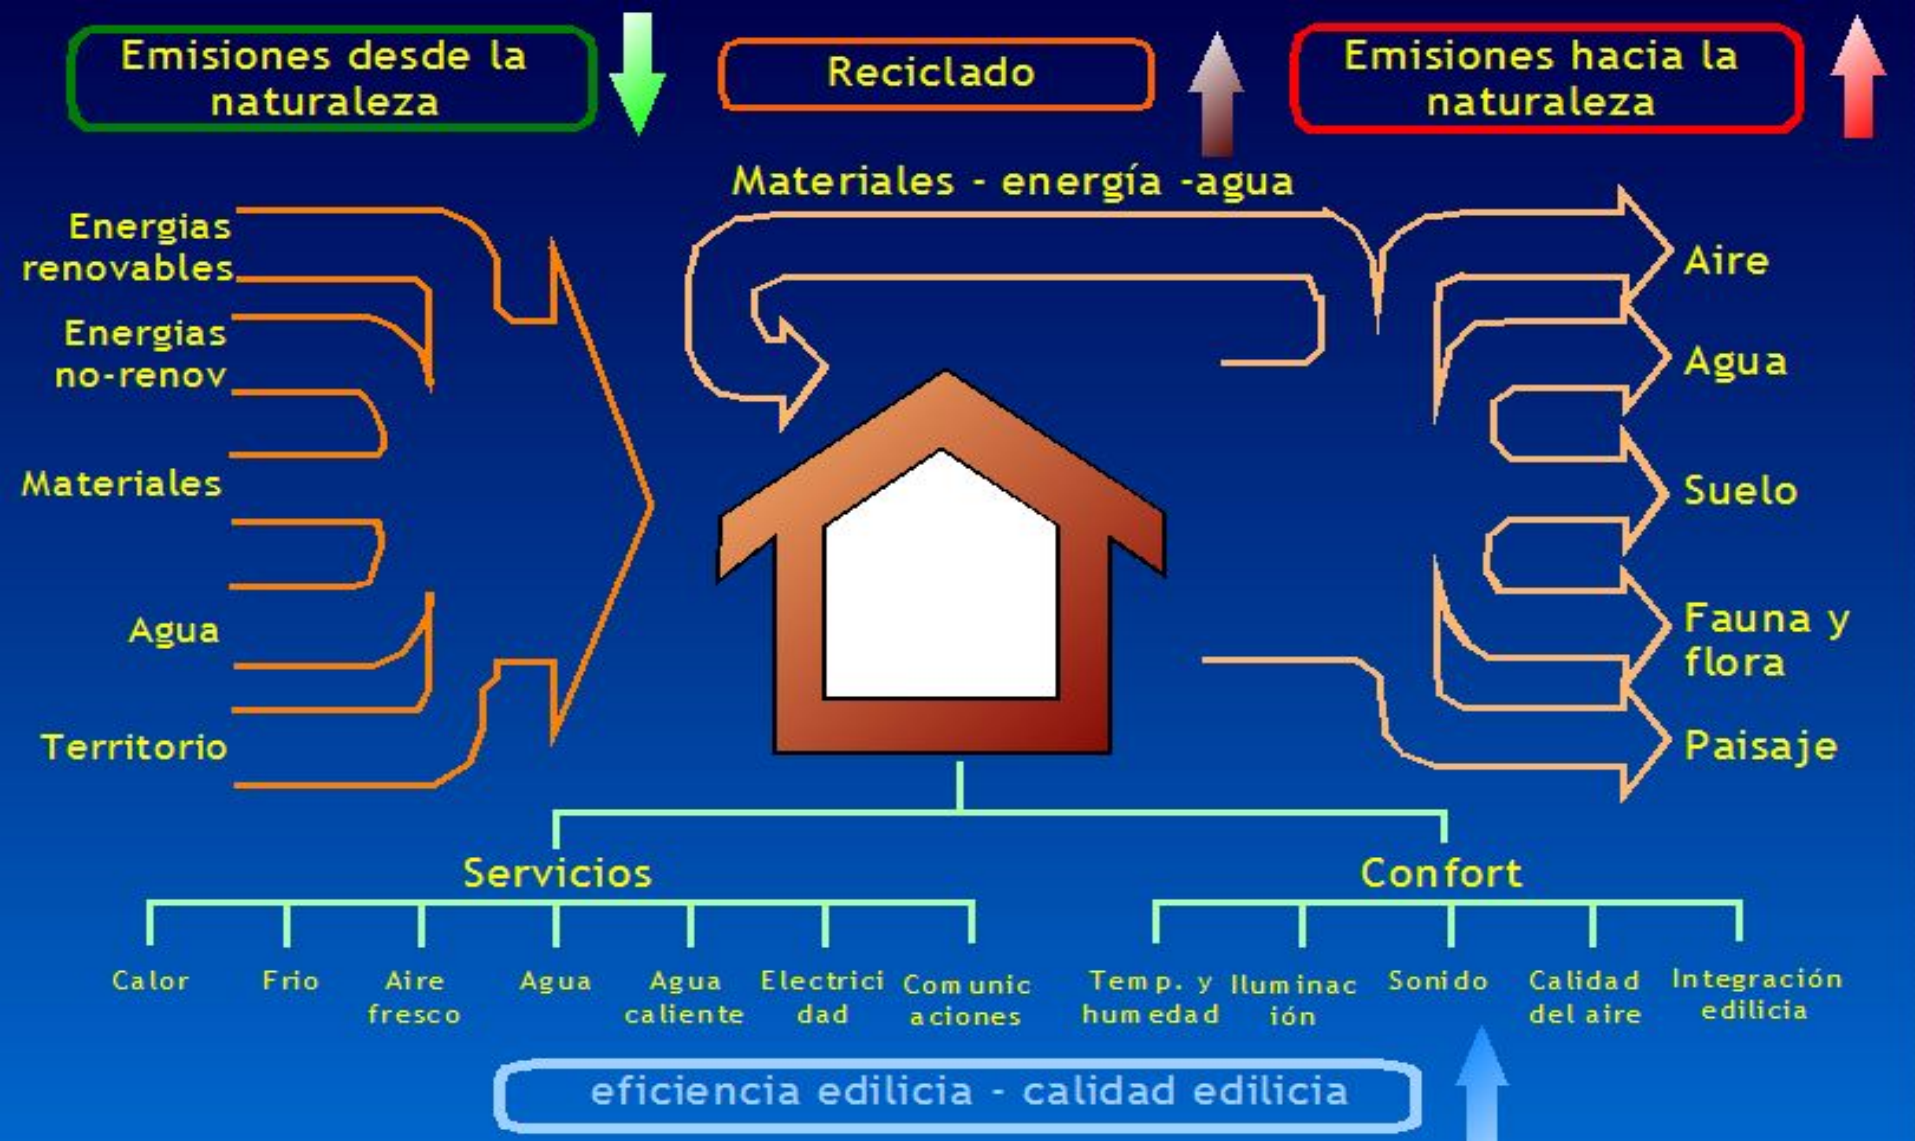 Emisiones desde la
naturaleza
Reciclado
Emisiones hacia la
naturaleza
Materiales - energía -agua
Energias
renovables
Energias
no-renov
Materiales
Agua
Territorio
Aire
Agua
Suelo
Fauna y
flora
Paisaje
Servicios
Confort
Calor
Frio
Aire
fresco
Agua
Agua
caliente
Electrici
dad
Comunic
aciones
Temp. y
humedad
Iluminac
ión
Sonido
Calidad
del aire
Integración
edilicia
eficiencia edilicia - calidad edilicia